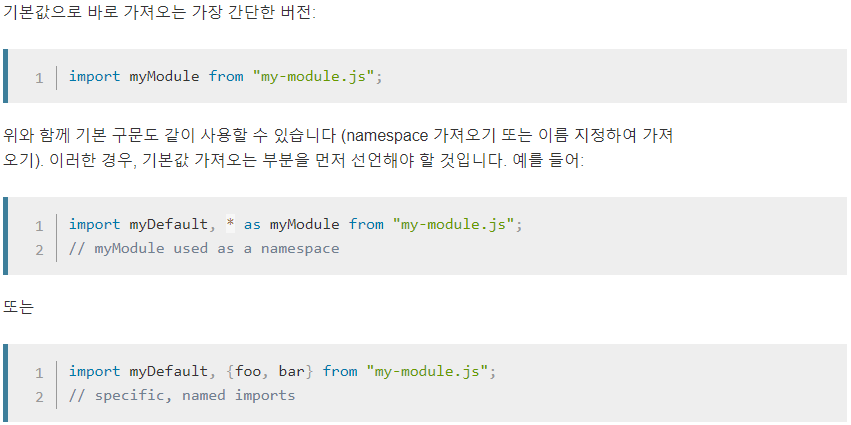 기본값으로 바로 가져오는 가장 간단한 버전:
1 import myModule from "my-module.js";
위와 함께 기본 구문도 같이 사용할 수 있습니다 (namespace 가져오기 또는 이름 지정하여 가져
오기). 이러한 경우, 기본값 가져오는 부분을 먼저 선언해야 할 것입니다. 예를 들어:
1 import myDefault, * as myModule from "my-module.js";
2 // myModule used as a namespace
또는
1 import myDefault, {foo, bar} from "my-module.js";
2 // specific, named imports